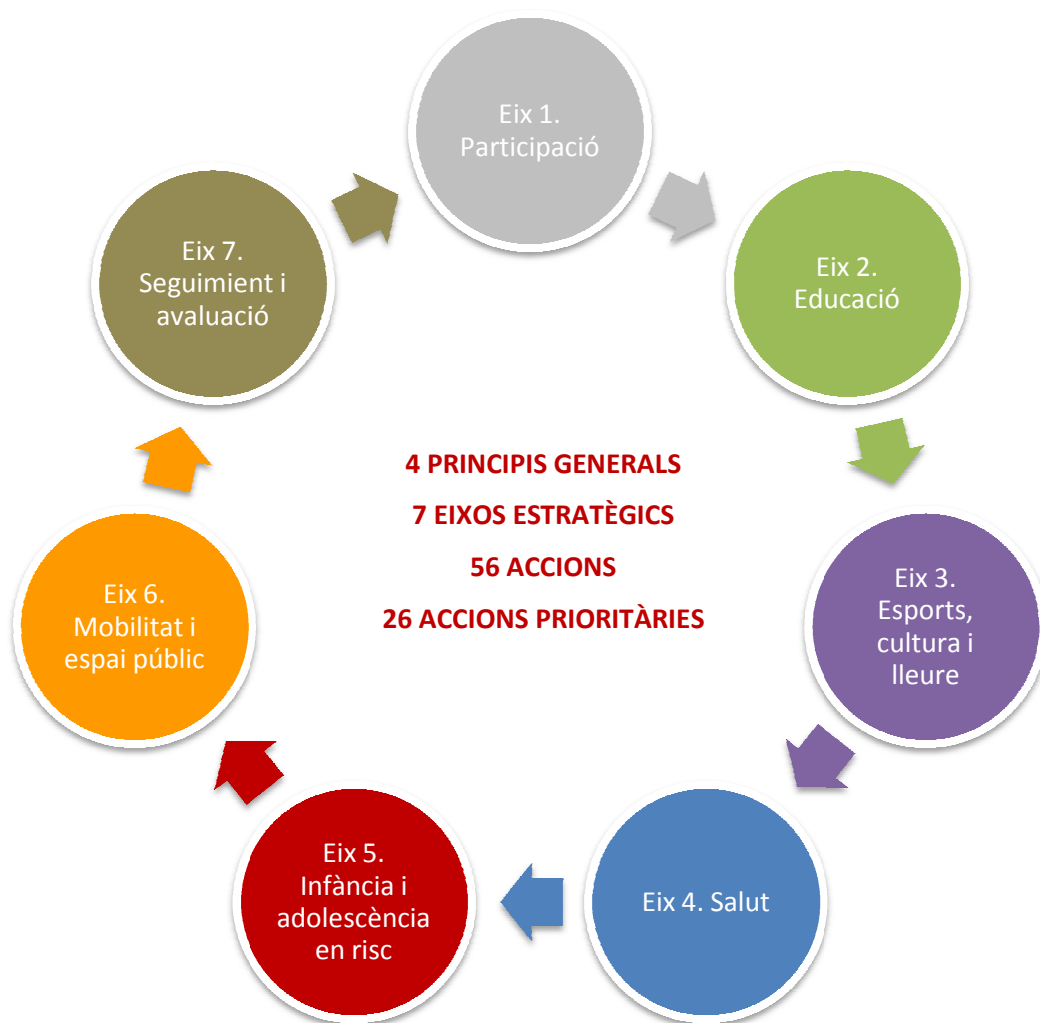 Eix 1.
Participació
Eix 2.
Educació
Eix 3.
Esports,
cultura i
lleure
Eix 4. Salut
Eix 5.
Infància i
adolescència
en risc
Eix 6.
Mobilitat i
espai públic
Eix 7.
Seguimient i
avaluació
4 PRINCIPIS GENERALS
7 EIXOS ESTRATÈGICS
56 ACCIONS
26 ACCIONS PRIORITÀRIES